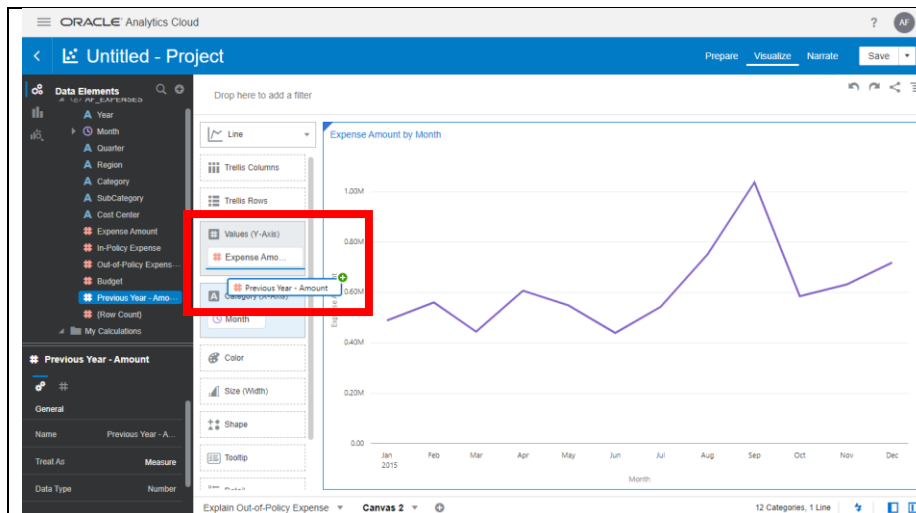 ORACLE Analytics Cloud
?
AF
Untitled - Project
Prepare
Visualize
Narrate
Save
Data Elements
AF_EXPENSES
Year
Month
Quarter
Region
Category
SubCategory
Cost Center
Expense Amount
In-Policy Expense
Out-of-Policy Expens...
Budget
Previous Year - Amo...
(Row Count)
My Calculations
Previous Year - Amount
General
Name
Previous Year - A...
Treat As
Measure
Data Type
Number
Drop here to add a filter
Line
Trellis Columns
Trellis Rows
Values (Y-Axis)
Expense Amo...
Previous Year - Amount
Category (X-Axis)
Month
Color
Size (Width)
Shape
Tooltip
Expense Amount by Month
1.00M
0.80M
0.60M
0.40M
0.20M
0.00
Jan Feb Mar Apr May Jun Jul Aug Sep Oct Nov Dec
2015
Month
Explain Out-of-Policy Expense
Canvas 2
12 Categories, 1 Line